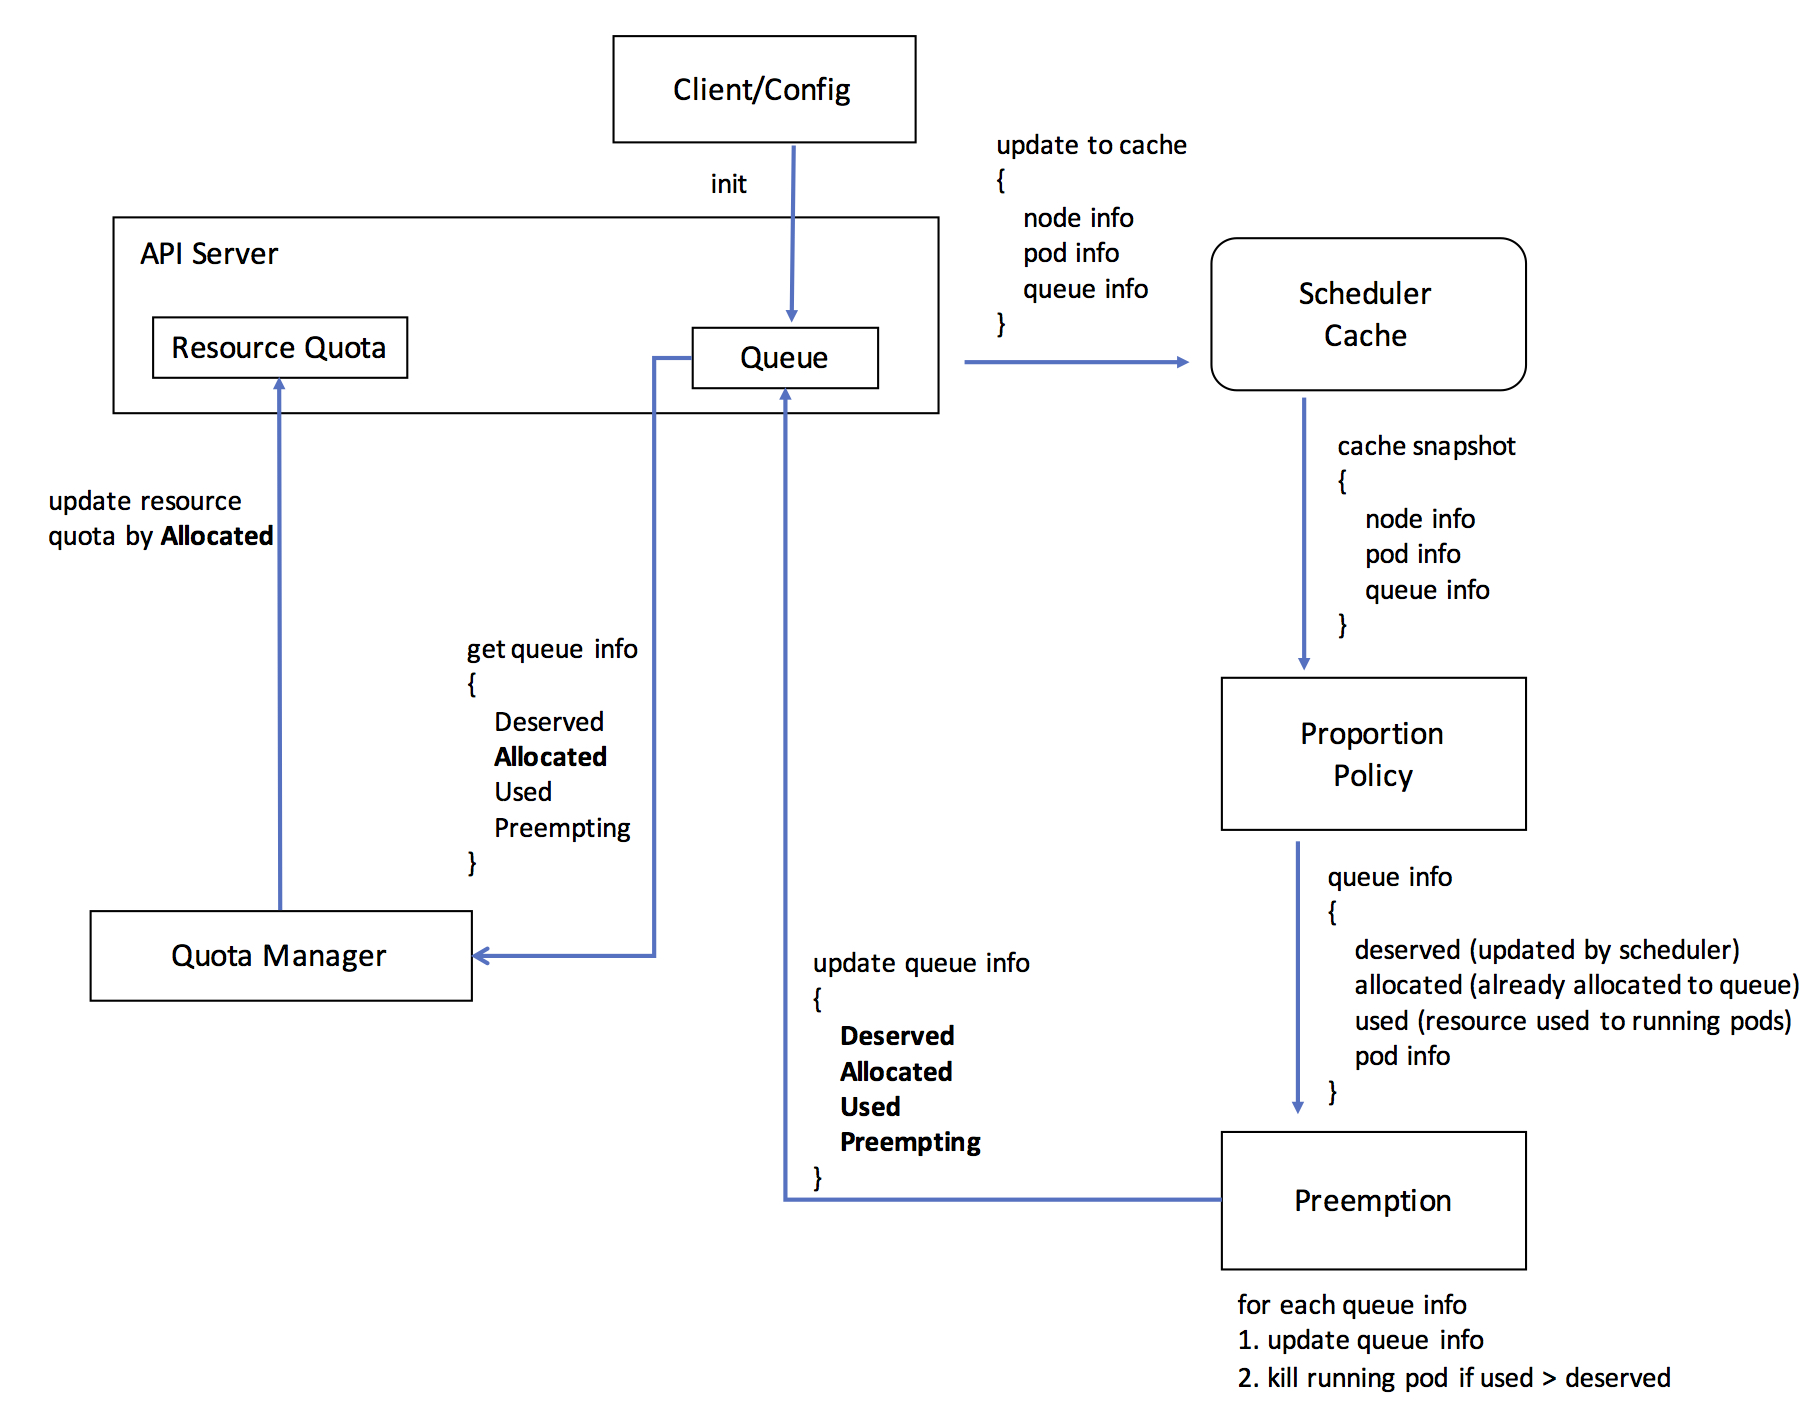 Client/Config
init
update to cache
{
node info
pod info
queue info
}
API Server
Resource Quota
Queue
Scheduler
Cache
cache snapshot
{
node info
pod info
queue info
}
update resource
quota by Allocated
get queue info
{
Deserved
Allocated
Used
Preempting
}
Proportion
Policy
Quota Manager
queue info
{
deserved (updated by scheduler)
allocated (already allocated to queue)
used (resource used to running pods)
pod info
}
update queue info
{
Deserved
Allocated
Used
Preempting
}
Preemption
for each queue info
1. update queue info
2. kill running pod if used > deserved